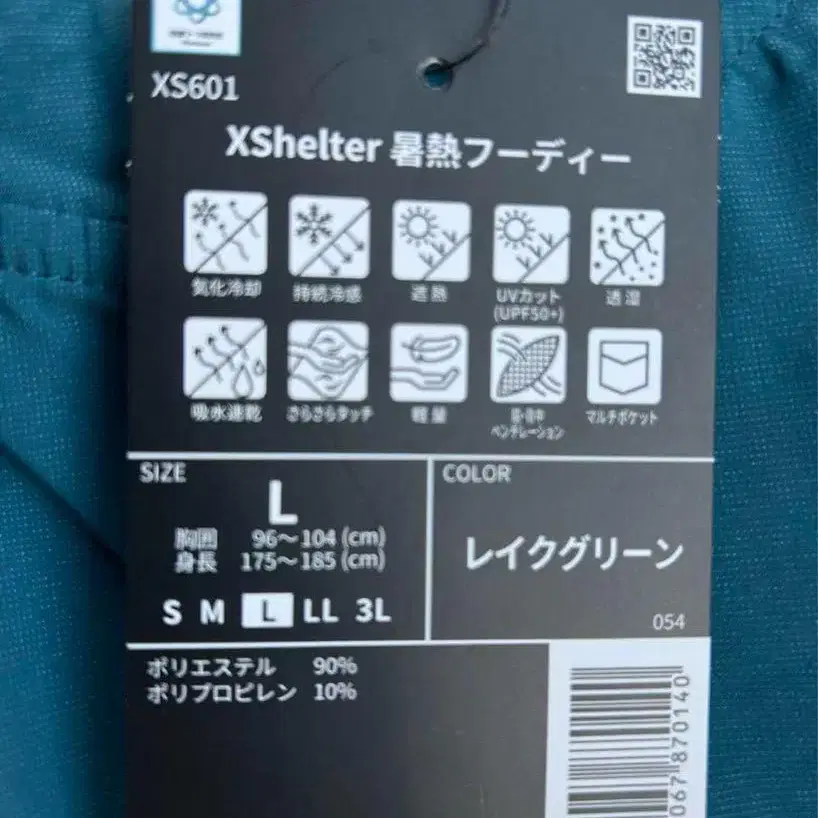 XS601
XShelter 暑熱フーディー
気化冷却 持続冷感 遮熱 UVカット 透湿
(UPF50+)
吸水速乾 さらさらタッチ 軽量 マルチポケット
ベンチレーション
SIZE
L
胸囲 96〜104 (cm)
身長 175〜185 (cm)
S M L LL 3L
COLOR
レイクグリーン
054
ポリエステル 90%
ポリプロピレン 10%
067 870140